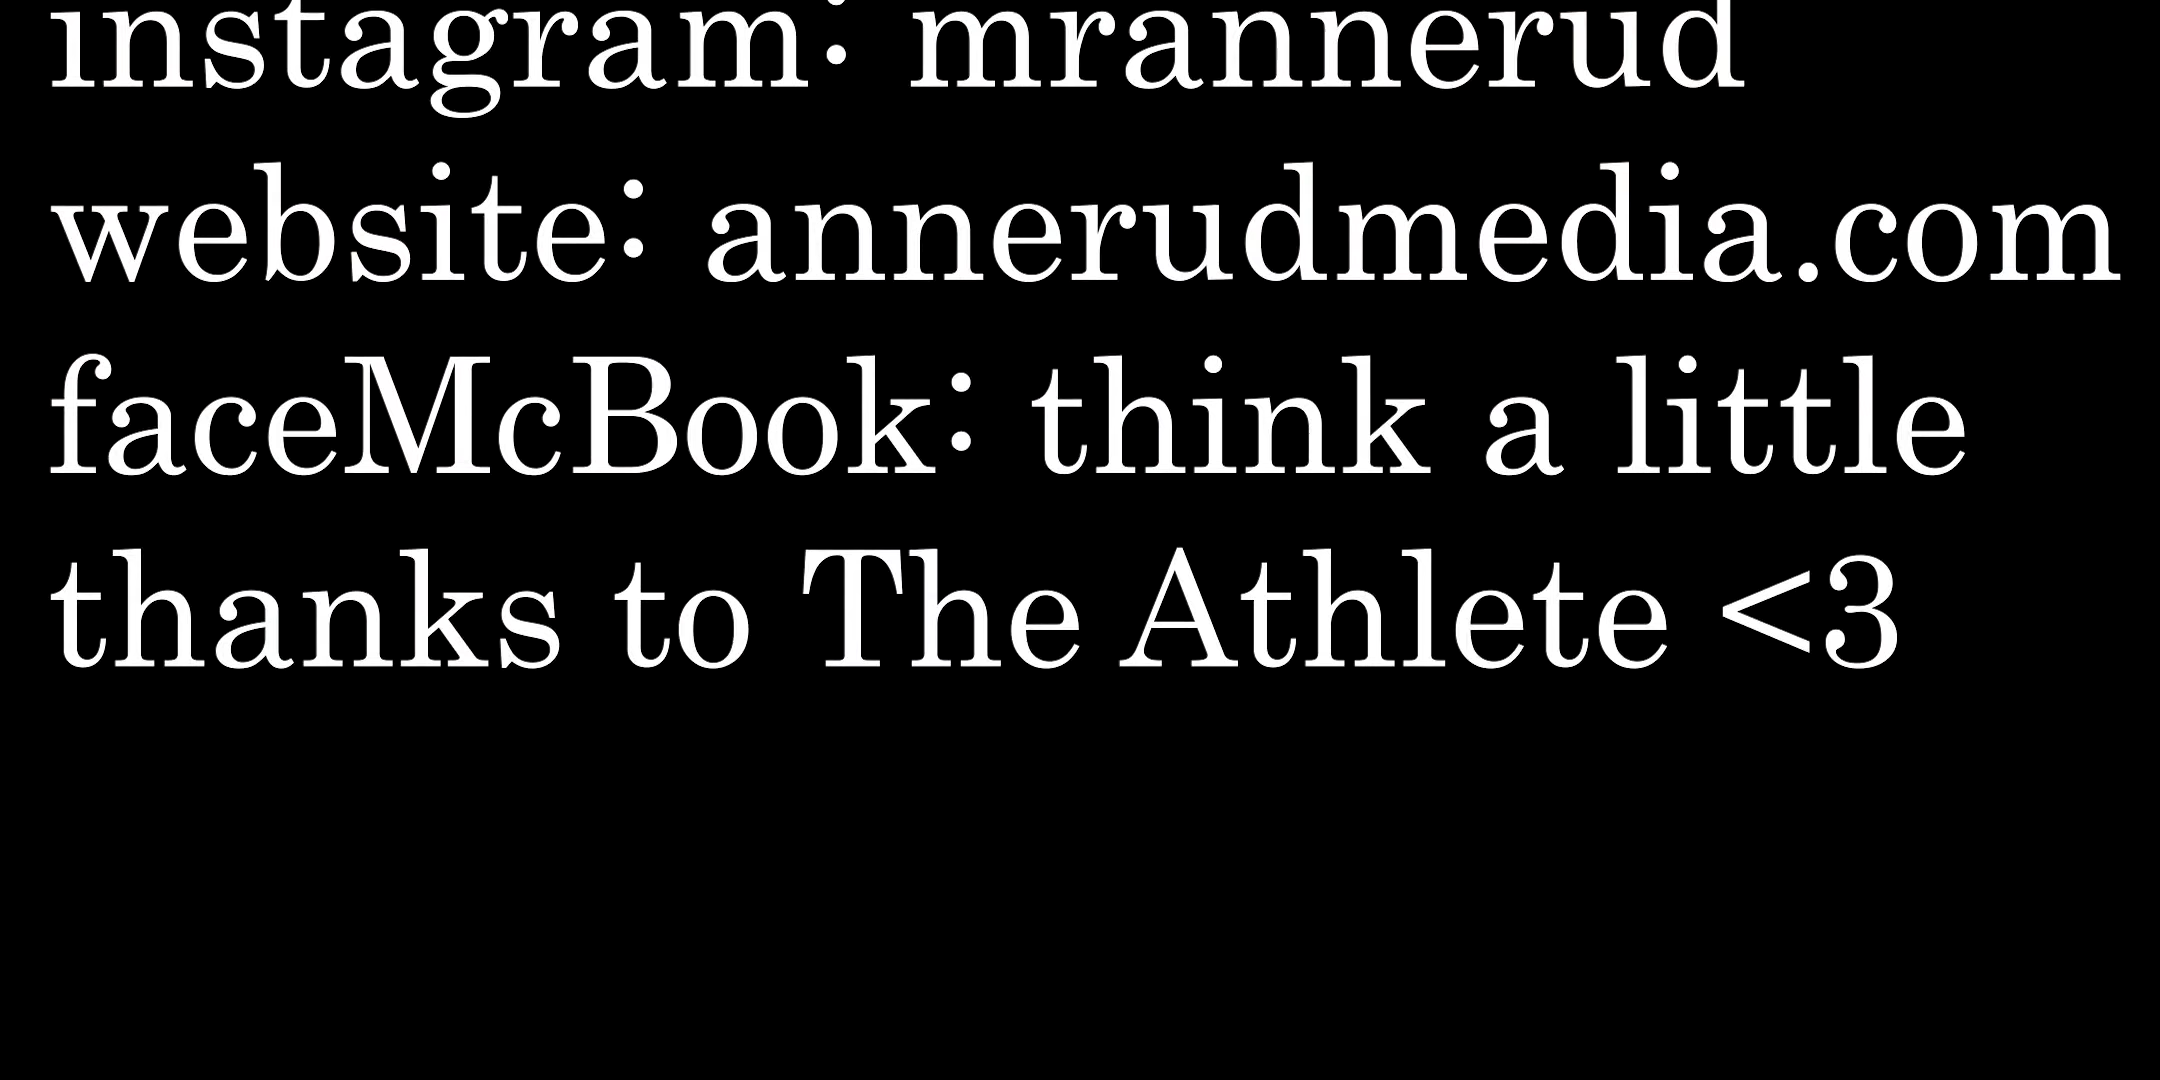 instagram: mrannerud
website: annerudmedia.com
faceMcBook: think a little
thanks to The Athlete <3